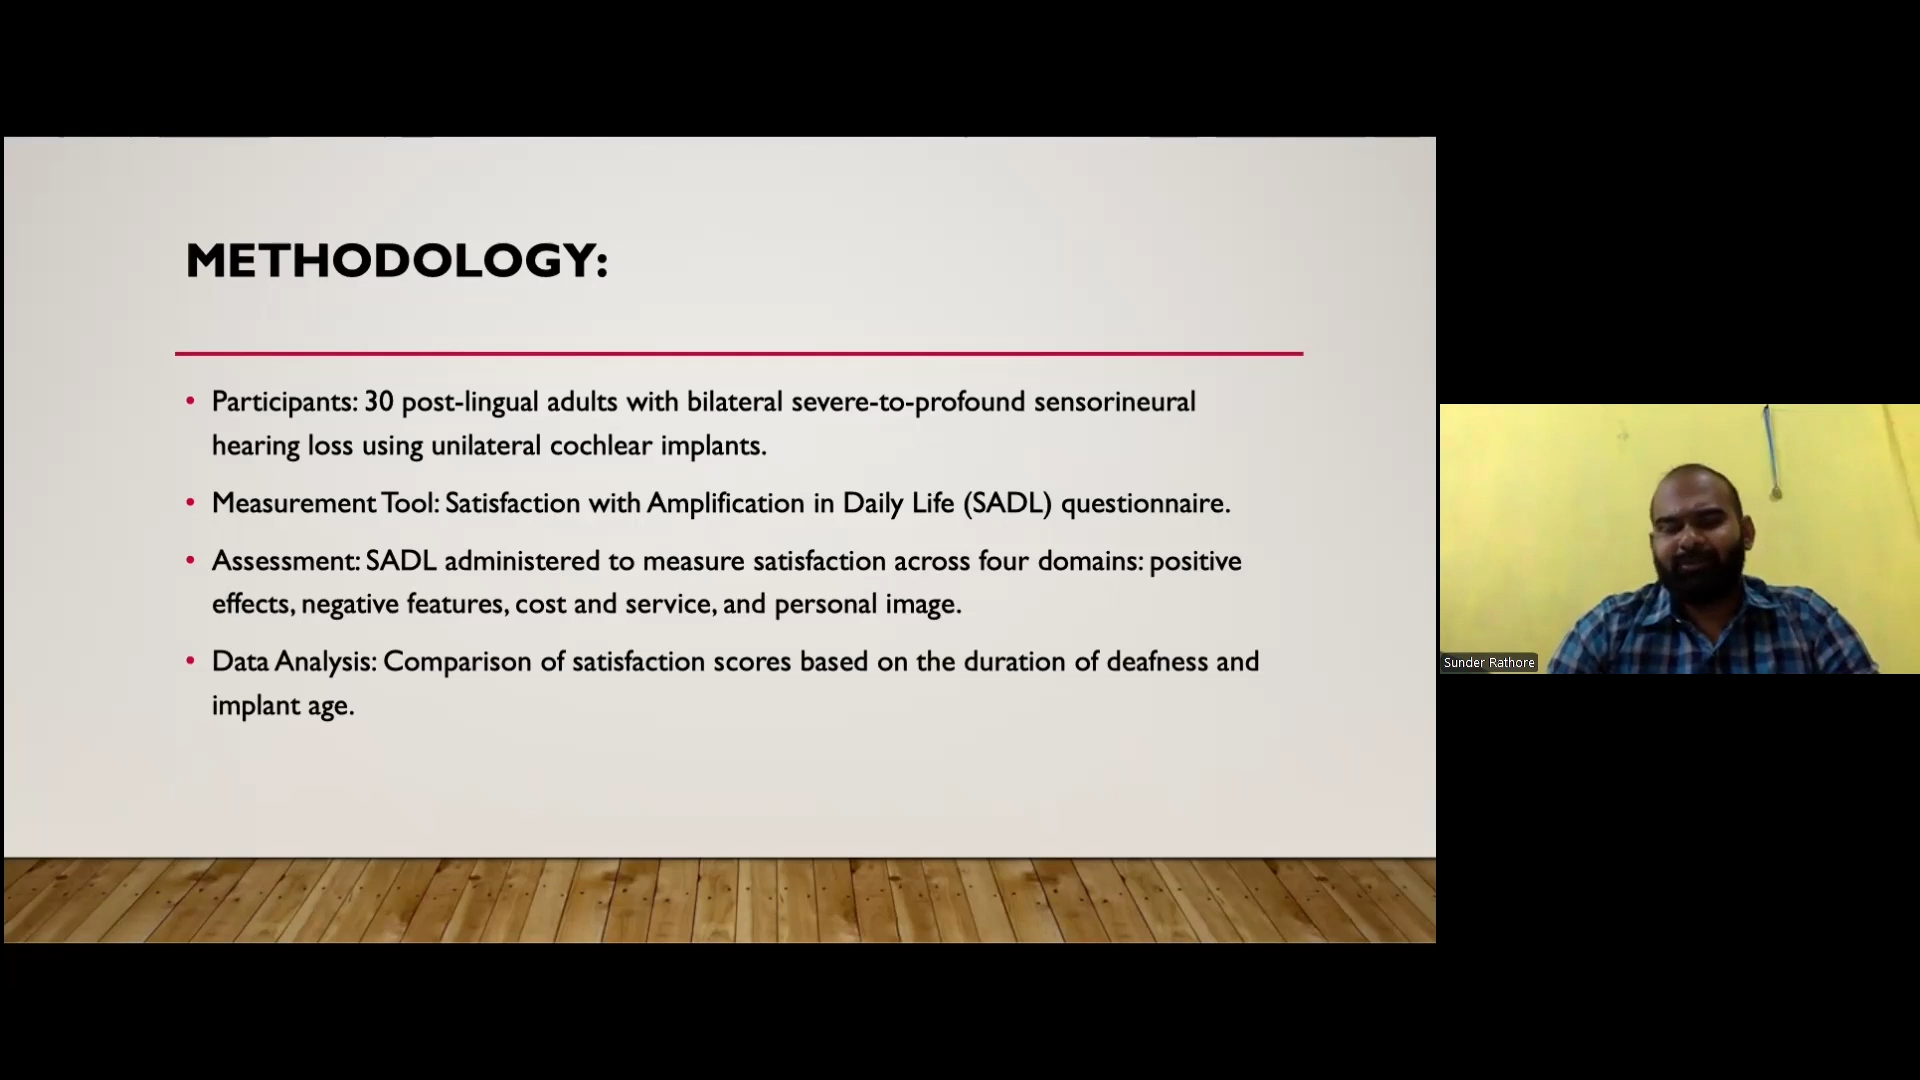 METHODOLOGY:
• Participants: 30 post-lingual adults with bilateral severe-to-profound sensorineural
hearing loss using unilateral cochlear implants.
• Measurement Tool: Satisfaction with Amplification in Daily Life (SADL) questionnaire.
• Assessment: SADL administered to measure satisfaction across four domains: positive
effects, negative features, cost and service, and personal image.
• Data Analysis: Comparison of satisfaction scores based on the duration of deafness and
implant age.
Sunder Rathore